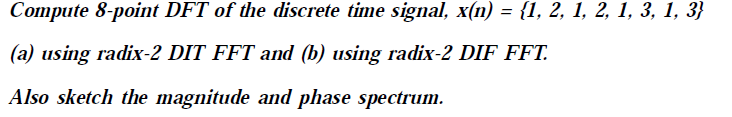 Compute 8-point DFT of the discrete time signal, x(n) = {1, 2, 1, 2, 1, 3, 1, 3}
(a) using radix-2 DIT FFT and (b) using radix-2 DIF FFT.
Also sketch the magnitude and phase spectrum.